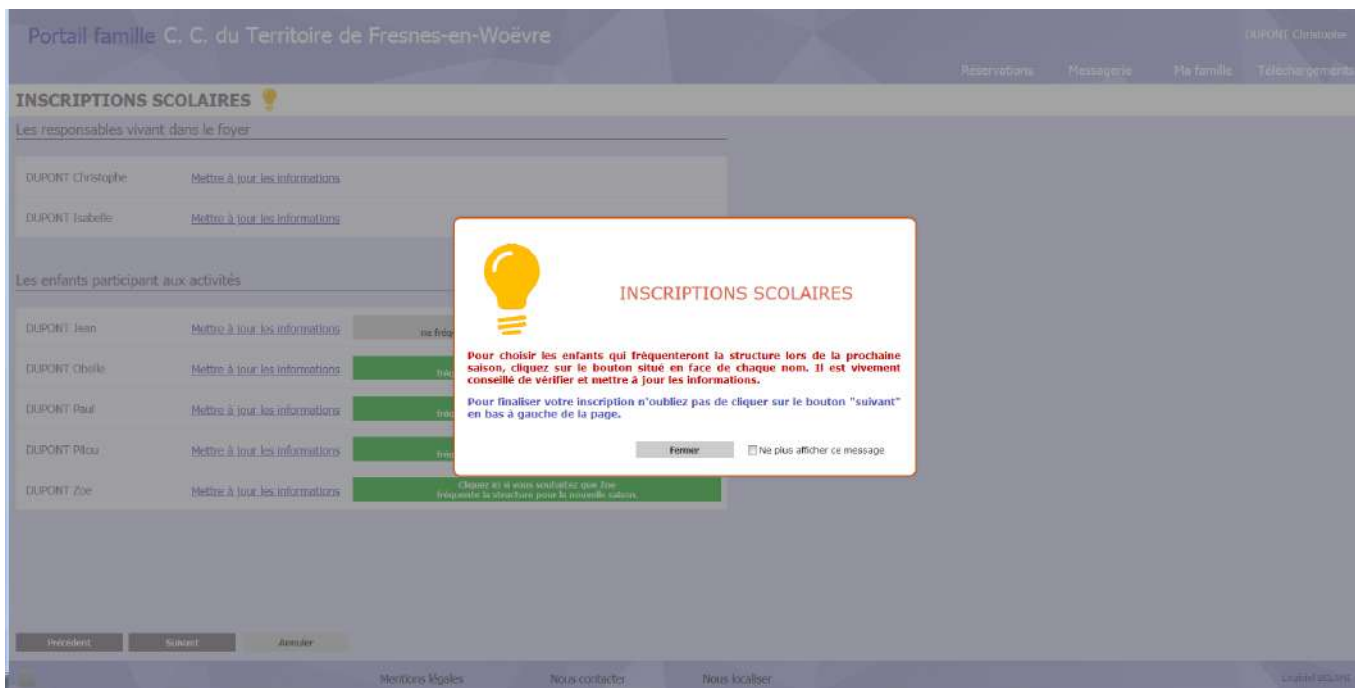 Portail famille C. C. du Territoire de Fresnes-en-Woëvre
DUPONT Christophe
Réservations Messagerie Ma famille Téléchargements
INSCRIPTIONS SCOLAIRES
Les responsables vivant dans le foyer
DUPONT Christophe Mettre à jour les informations
DUPONT Isabelle Mettre à jour les informations
Les enfants participant aux activités
DUPONT Jean Mettre à jour les informations
DUPONT Mettre à jour les informations
DUPONT Paul Mettre à jour les informations
DUPONT Pilou Mettre à jour les informations
DUPONT Zoe Mettre à jour les informations
Cliquez ici si vous souhaitez que Zoe
fréquente la structure pour la nouvelle saison.
INSCRIPTIONS SCOLAIRES
Pour choisir les enfants qui fréquenteront la structure lors de la prochaine
saison, cliquez sur le bouton situé en face de chaque nom. Il est vivement
conseillé de vérifier et mettre à jour les informations.
Pour finaliser votre inscription n'oubliez pas de cliquer sur le bouton "suivant"
en bas à gauche de la page.
Fermer Ne plus afficher ce message
Précédent Suivant Annuler
Mentions légales Nous contacter Nous localiser